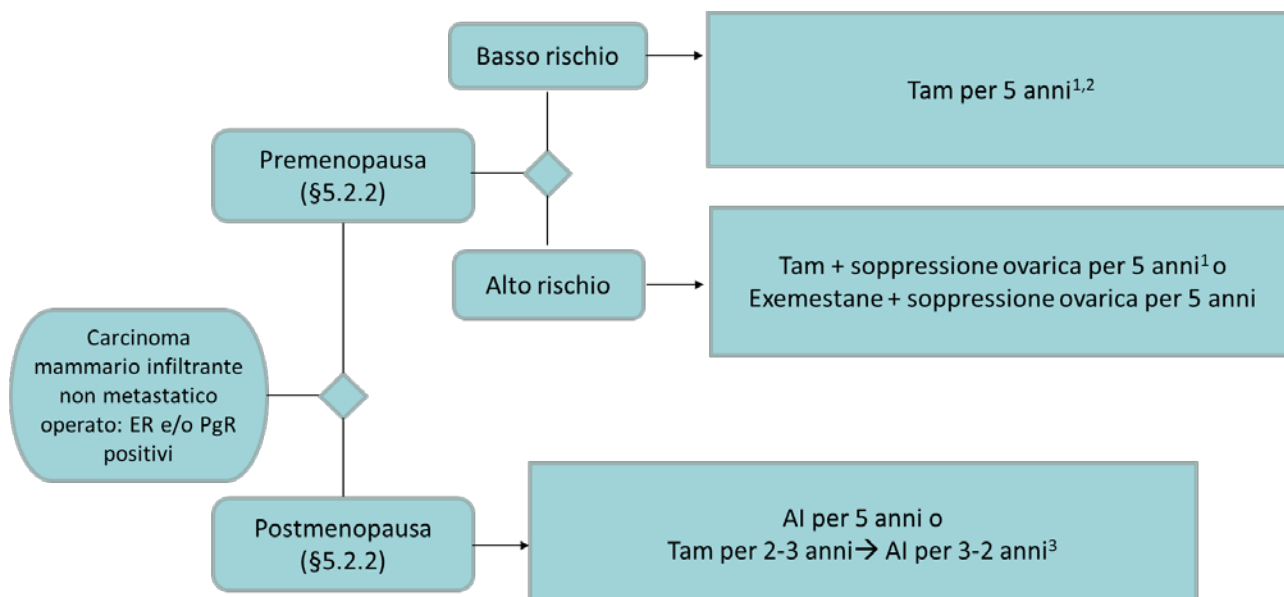 Basso rischio
Tam per 5 anni¹,²
Premenopausa
(§5.2.2)
Alto rischio
Tam + soppressione ovarica per 5 anni¹ o
Exemestane + soppressione ovarica per 5 anni
Carcinoma
mammario infiltrante
non metastatico
operato: ER e/o PgR
positivi
Postmenopausa
(§5.2.2)
AI per 5 anni o
Tam per 2-3 anni→ AI per 3-2 anni³